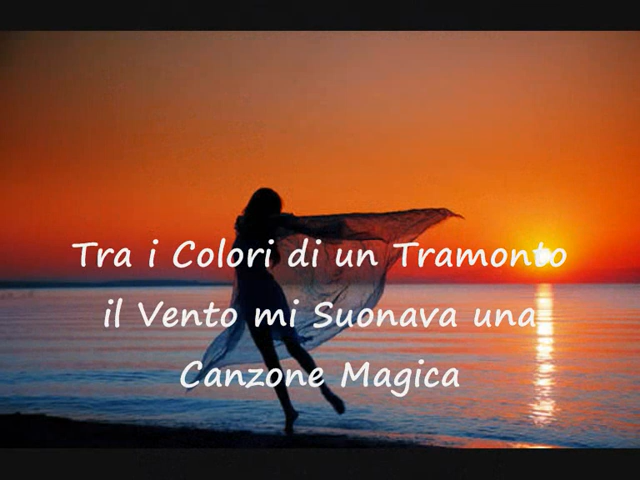 Tra i Colori di un Tramonto
il Vento mi Suonava una
Canzone Magica